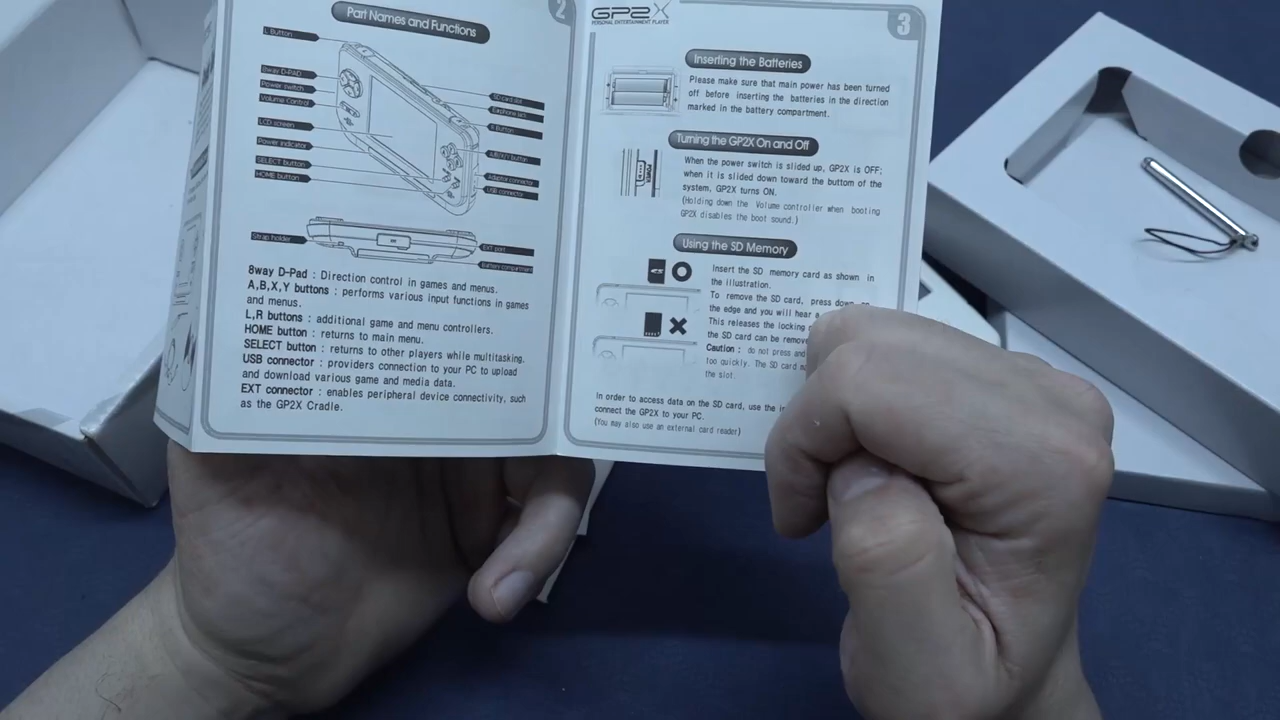 2
Part Names and Functions
L Button
8way D-PAD
Power switch
Volume Control
LCD screen
Power indicator
SELECT button
HOME button
SD card slot
Earphone jack
R Button
A/B/X/Y button
Adaptor connector
USB connector
Strap holder
EXT port
Battery compartment
8way D-Pad : Direction control in games and menus.
A,B,X,Y buttons : performs various input functions in games
and menus.
L,R buttons : additional game and menu controllers.
HOME button : returns to main menu.
SELECT button : returns to other players while multitasking.
USB connector : providers connection to your PC to upload
and download various game and media data.
EXT connector : enables peripheral device connectivity, such
as the GP2X Cradle.
GP2X
PERSONAL ENTERTAINMENT PLAYER
3
Inserting the Batteries
Please make sure that main power has been turned
off before inserting the batteries in the direction
marked in the battery compartment.
Turning the GP2X On and Off
POWER
When the power switch is slided up, GP2X is OFF;
when it is slided down toward the bottom of the
system, GP2X turns ON.
(Holding down the Volume controller when booting
GP2X disables the boot sound.)
Using the SD Memory
Insert the SD memory card as shown in
the illustration.
To remove the SD card, press down on
the edge and you will hear a
This releases the locking
the SD card can be remove
Caution : do not press and
too quickly. The SD card m
the slot.
In order to access data on the SD card, use the
connect the GP2X to your PC.
(You may also use an external card reader)